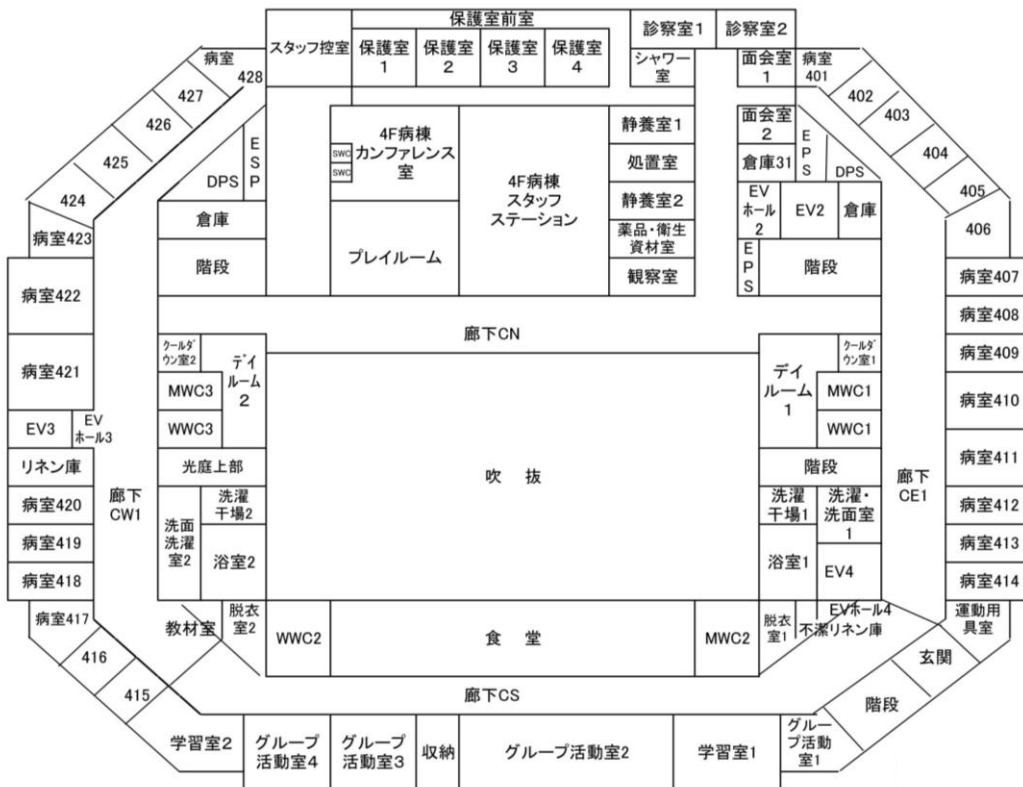 保護室前室
診察室1
診察室2
スタッフ控室
保護室
1
保護室
2
保護室
3
保護室
4
シャワー
室
面会室
1
病室
401
病室
428
427
426
425
424
病室423
402
403
404
405
406
ESP
DPS
倉庫
階段
4F病棟
カンファレンス
室
SWC
SWC
プレイルーム
4F病棟
スタッフ
ステーション
静養室1
処置室
静養室2
薬品・衛生
資材室
観察室
面会室
2
倉庫31
EPS
DPS
EV
ホール
2
EV2
倉庫
EPS
階段
病室422
病室421
EV3
EV
ホール3
リネン庫
病室420
病室419
病室418
病室417
416
415
廊下
CW1
廊下CN
クールダ
ウン室2
デイ
ルーム
2
MWC3
WWC3
光庭上部
洗面
洗濯
室2
洗濯
干場2
浴室2
教材室
脱衣
室2
吹 抜
デイ
ルーム
1
クールダ
ウン室1
MWC1
WWC1
階段
洗濯
干場1
洗濯・
洗面室
1
浴室1
EV4
EVホール4
脱衣
室1
不潔リネン庫
廊下
CE1
病室407
病室408
病室409
病室410
病室411
病室412
病室413
病室414
運動用
具室
玄関
階段
WWC2
食 堂
MWC2
廊下CS
学習室2
グループ
活動室4
グループ
活動室3
収納
グループ活動室2
学習室1
グルー
プ活動
室1